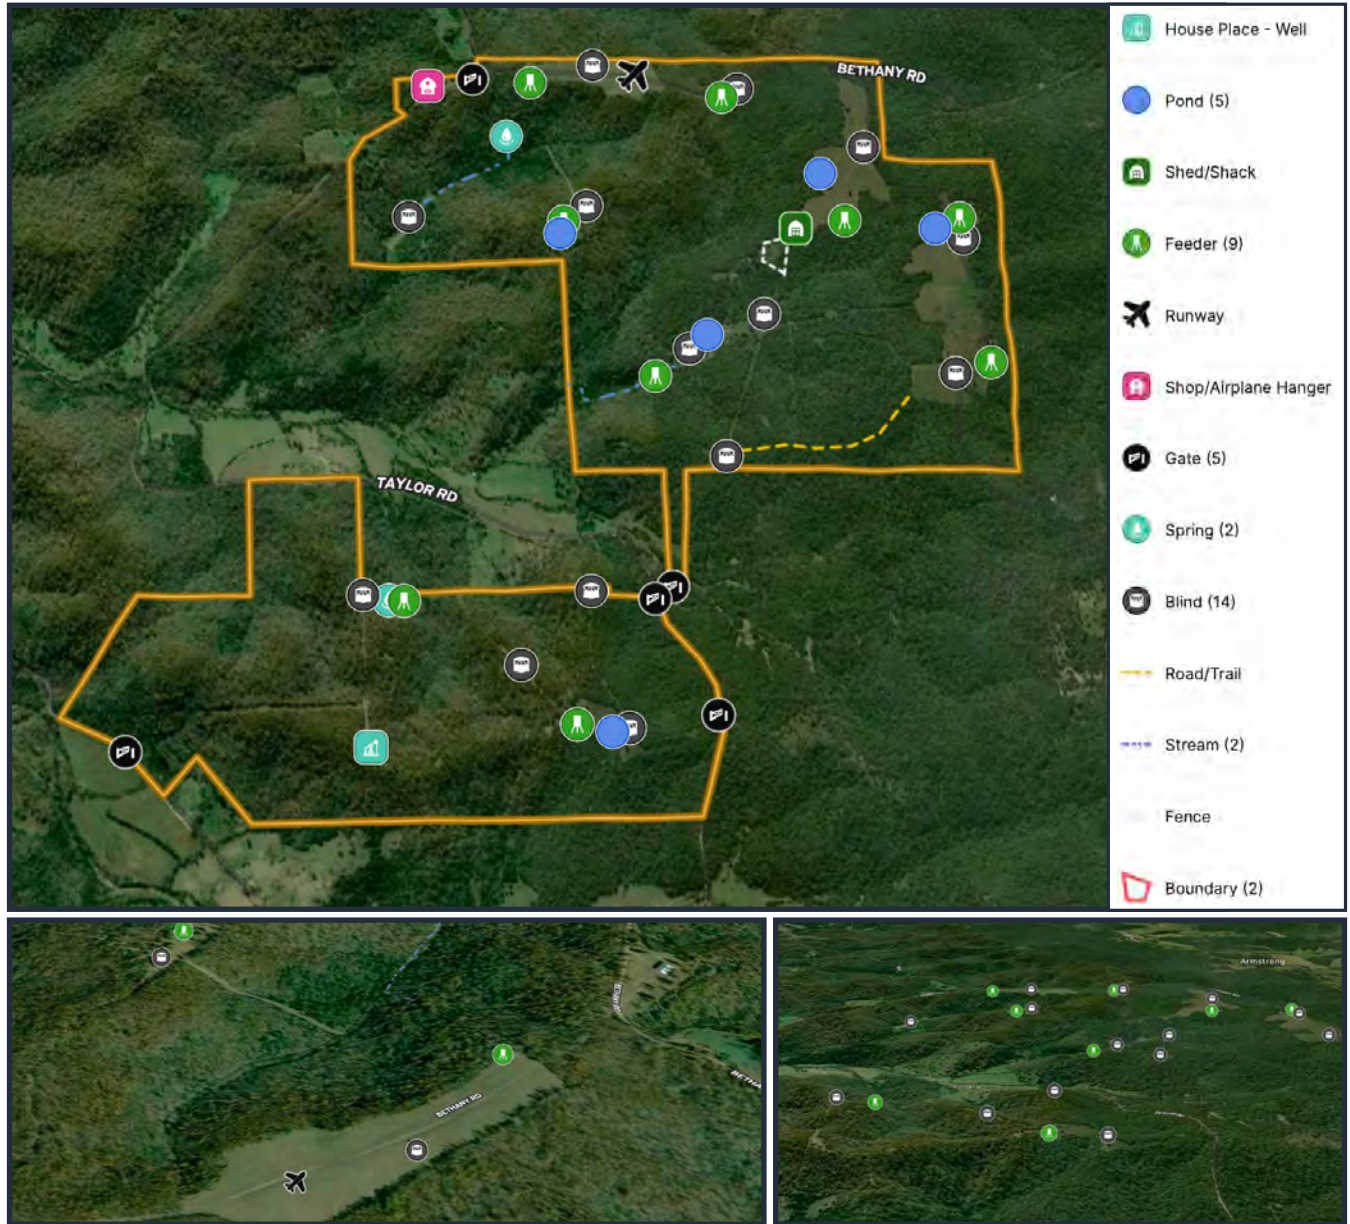 BETHANY RD
TAYLOR RD
House Place - Well
Pond (5)
Shed/Shack
Feeder (9)
Runway
Shop/Airplane Hanger
Gate (5)
Spring (2)
Blind (14)
Road/Trail
Stream (2)
Fence
Boundary (2)
BETHANY RD
BETHA
Armstrong